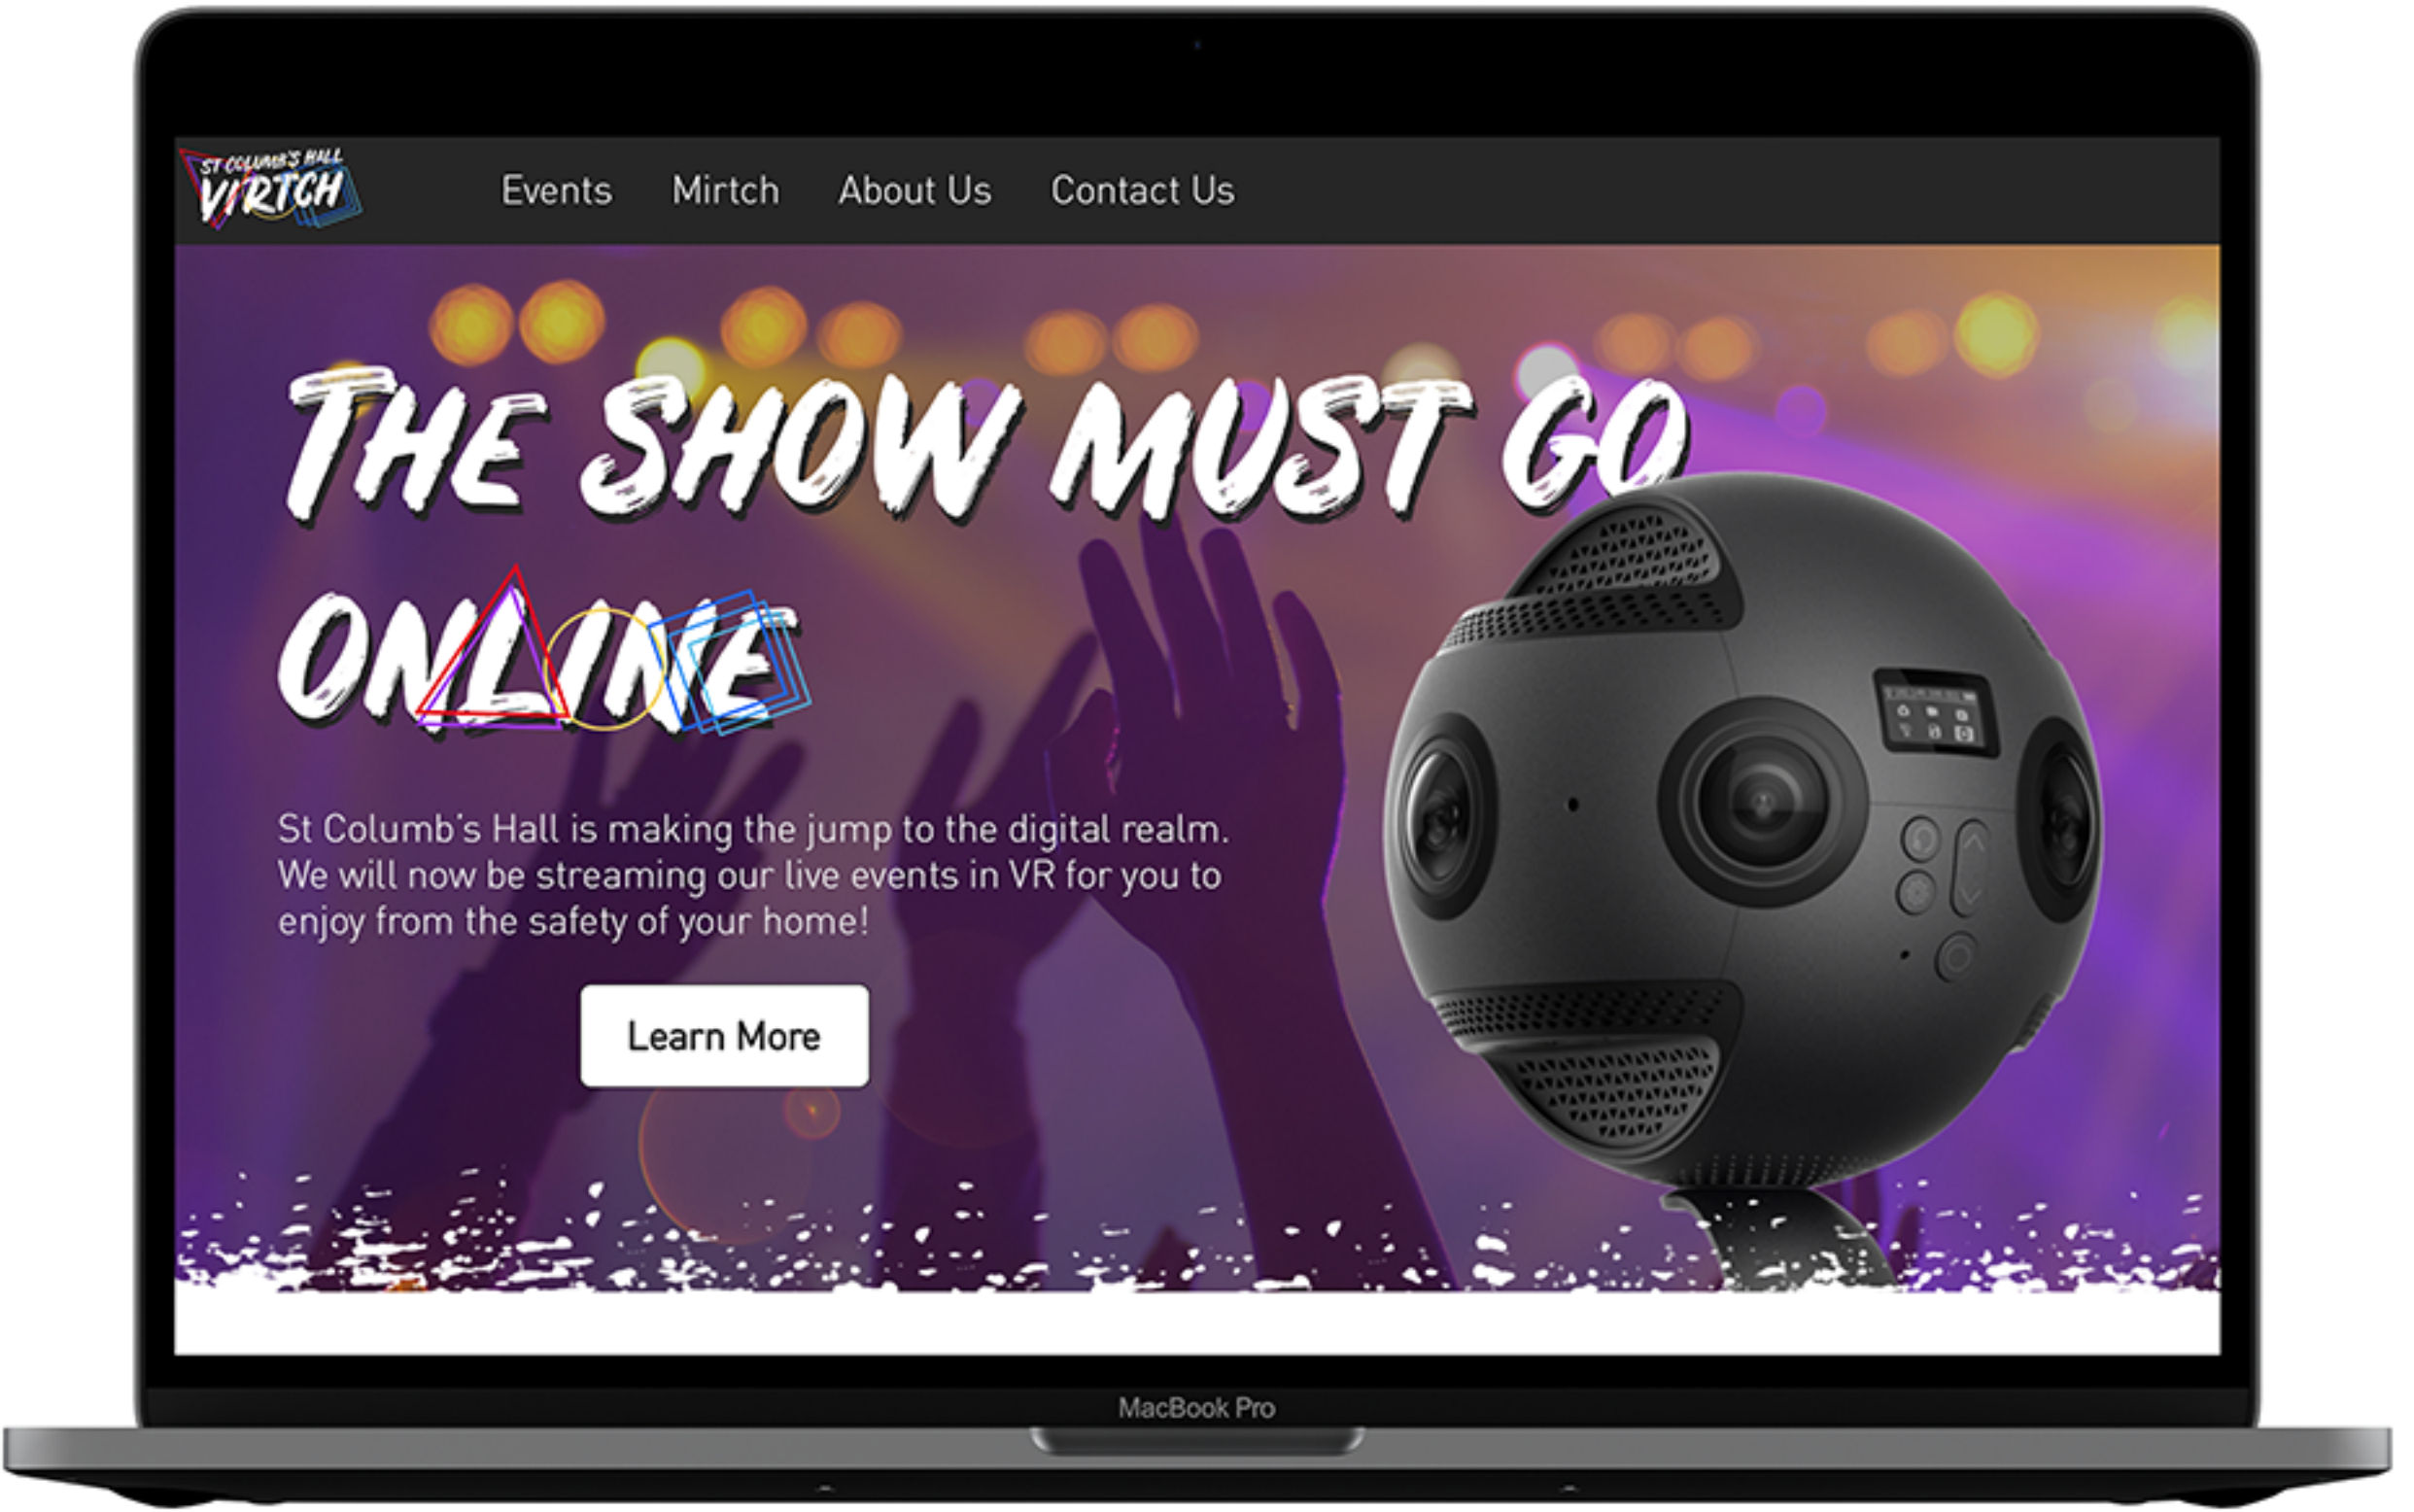 ST COLUMB'S HALL
VIRTCH
Events Mirtch About Us Contact Us
THE SHOW MUST GO
ONLINE
St Columb's Hall is making the jump to the digital realm.
We will now be streaming our live events in VR for you to
enjoy from the safety of your home!
Learn More
MacBook Pro